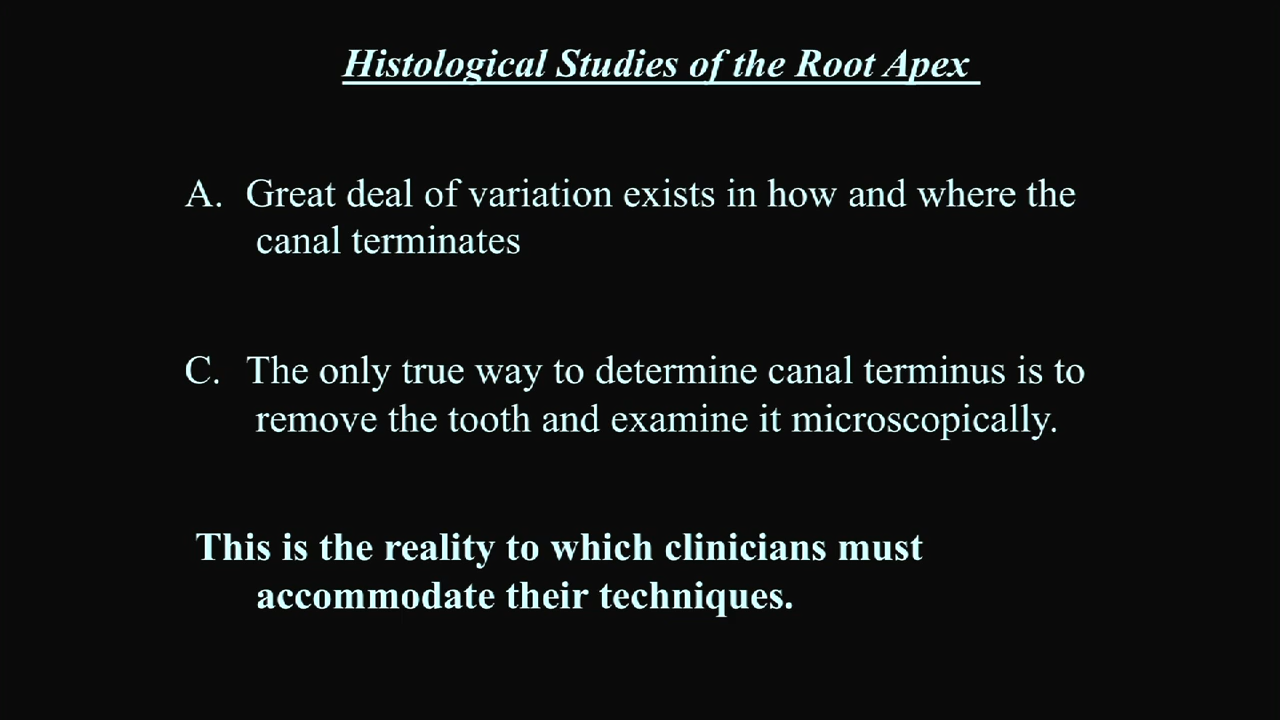 Histological Studies of the Root Apex
A. Great deal of variation exists in how and where the
canal terminates
C. The only true way to determine canal terminus is to
remove the tooth and examine it microscopically.
This is the reality to which clinicians must
accommodate their techniques.